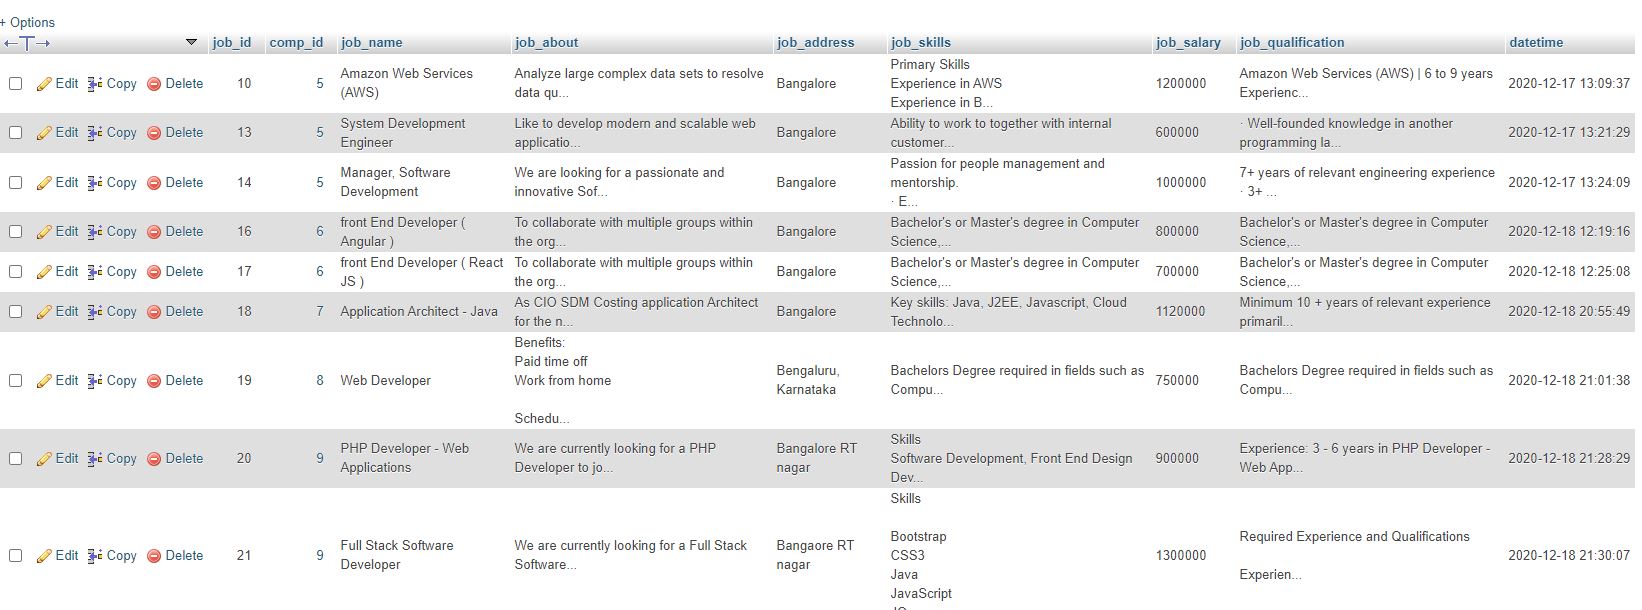 + Options
←T→ job_id comp_id job_name job_about job_address job_skills job_salary job_qualification datetime
Edit Copy Delete 10 5 Amazon Web Services
(AWS)
Analyze large complex data sets to resolve
data qu...
Bangalore
Primary Skills
Experience in AWS
Experience in B...
1200000
Amazon Web Services (AWS) | 6 to 9 years
Experienc...
2020-12-17 13:09:37
Edit Copy Delete 13 5 System Development
Engineer
Like to develop modern and scalable web
applicatio...
Bangalore
Ability to work to together with internal
customer...
600000
· Well-founded knowledge in another
programming la...
2020-12-17 13:21:29
Edit Copy Delete 14 5 Manager, Software
Development
We are looking for a passionate and
innovative Sof...
Bangalore
Passion for people management and
mentorship.
· E...
1000000
7+ years of relevant engineering experience
· 3+ ...
2020-12-17 13:24:09
Edit Copy Delete 16 6 front End Developer (
Angular )
To collaborate with multiple groups within
the org...
Bangalore
Bachelor's or Master's degree in Computer
Science,...
800000
Bachelor's or Master's degree in Computer
Science,...
2020-12-18 12:19:16
Edit Copy Delete 17 6 front End Developer ( React
JS )
To collaborate with multiple groups within
the org...
Bangalore
Bachelor's or Master's degree in Computer
Science,...
700000
Bachelor's or Master's degree in Computer
Science,...
2020-12-18 12:25:08
Edit Copy Delete 18 7 Application Architect - Java
As CIO SDM Costing application Architect
for the n...
Bangalore
Key skills: Java, J2EE, Javascript, Cloud
Technolo...
1120000
Minimum 10 + years of relevant experience
primaril...
2020-12-18 20:55:49
Edit Copy Delete 19 8 Web Developer
Benefits:
Paid time off
Work from home
Schedu...
Bengaluru,
Karnataka
Bachelors Degree required in fields such as
Compu...
750000
Bachelors Degree required in fields such as
Compu...
2020-12-18 21:01:38
Edit Copy Delete 20 9 PHP Developer - Web
Applications
We are currently looking for a PHP
Developer to jo...
Bangalore RT
nagar
Skills
Software Development, Front End Design
Dev...
900000
Experience: 3 - 6 years in PHP Developer -
Web App...
2020-12-18 21:28:29
Edit Copy Delete 21 9 Full Stack Software
Developer
We are currently looking for a Full Stack
Software...
Bangaore RT
nagar
Skills
Bootstrap
CSS3
Java
JavaScript
1300000
Required Experience and Qualifications
Experien...
2020-12-18 21:30:07